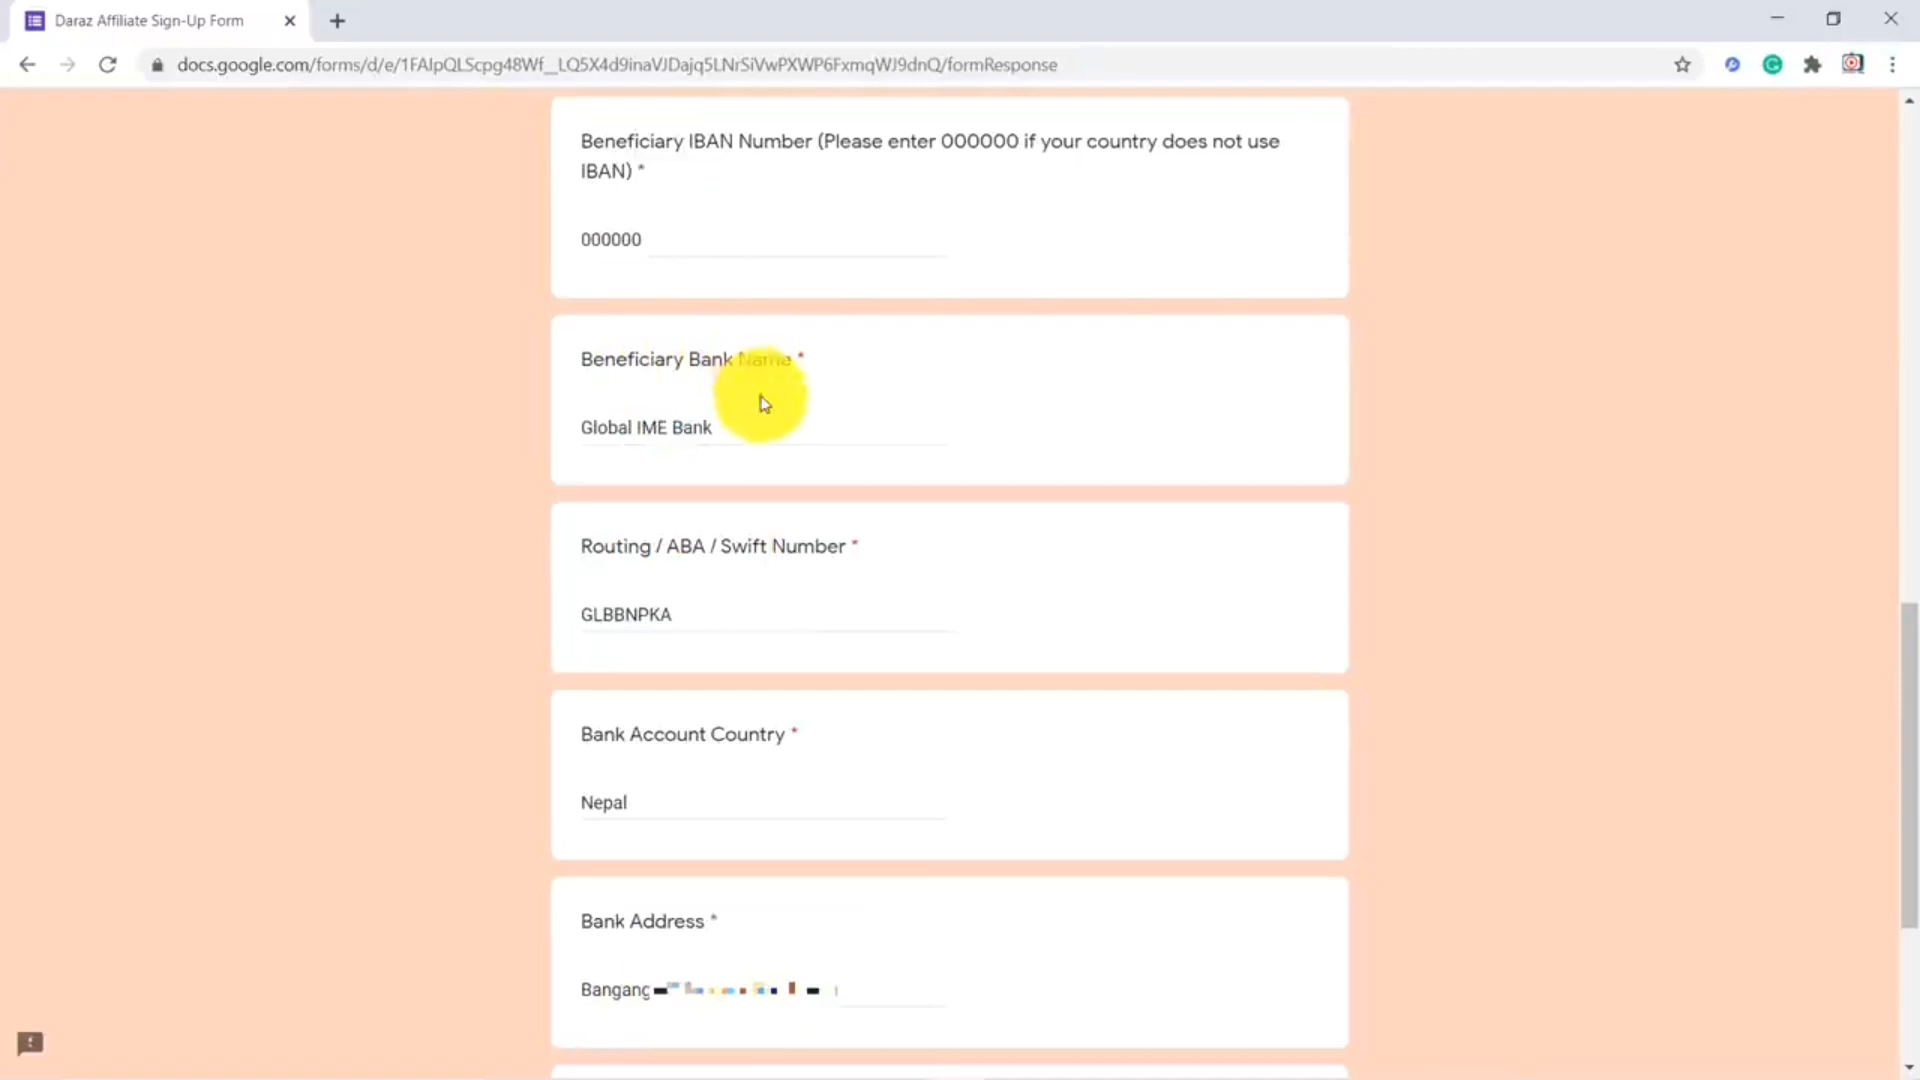 Daraz Affiliate Sign-Up Form
docs.google.com/forms/d/e/1FAIpQLScpg48Wf__LQ5X4d9inaVJDajq5LNrSiVwPXWP6FxmqWJ9dnQ/formResponse
Beneficiary IBAN Number (Please enter 000000 if your country does not use
IBAN) *
000000
Beneficiary Bank Name *
Global IME Bank
Routing / ABA / Swift Number *
GLBBNPKA
Bank Account Country *
Nepal
Bank Address *